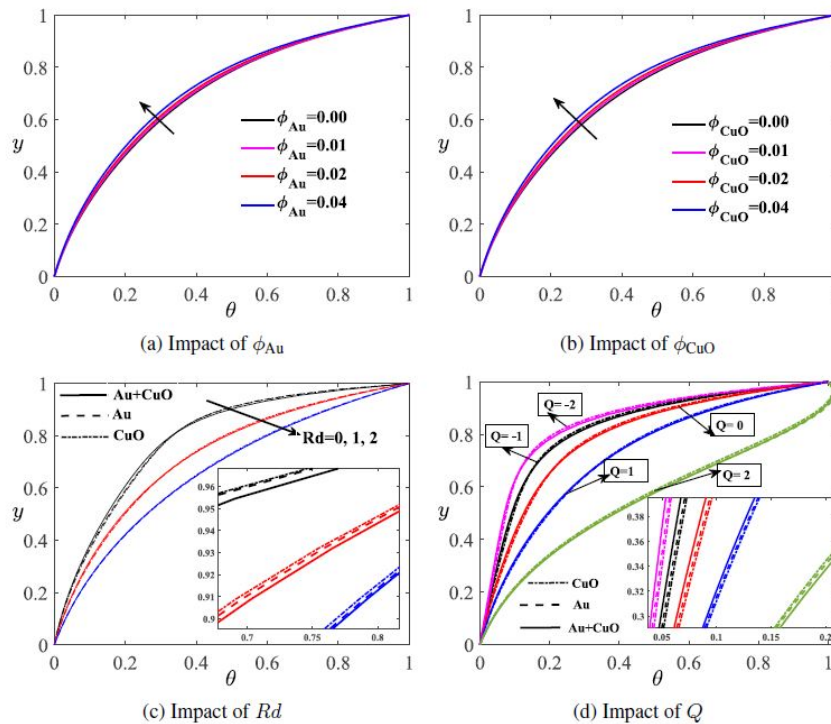 1
0.8
0.6
y
0.4
0.2
0
0 0.2 0.4 0.6 0.8 1
θ
ϕAu=0.00
ϕAu=0.01
ϕAu=0.02
ϕAu=0.04
(a) Impact of ϕAu
1
0.8
0.6
y
0.4
0.2
0
0 0.2 0.4 0.6 0.8 1
θ
ϕCuO=0.00
ϕCuO=0.01
ϕCuO=0.02
ϕCuO=0.04
(b) Impact of ϕCuO
1
0.8
0.6
y
0.4
0.2
0
0 0.2 0.4 0.6 0.8 1
θ
Au+CuO
Au
CuO
Rd=0, 1, 2
0.96
0.95
0.94
0.93
0.92
0.91
0.9
0.7 0.75 0.8
(c) Impact of Rd
1
0.8
0.6
y
0.4
0.2
0
0 0.2 0.4 0.6 0.8 1
θ
Q= -2
Q= -1
Q= 0
Q=1
Q= 2
0.38
0.36
0.34
0.32
0.3
0.05 0.1 0.15 0.2
CuO
Au
Au+CuO
(d) Impact of Q